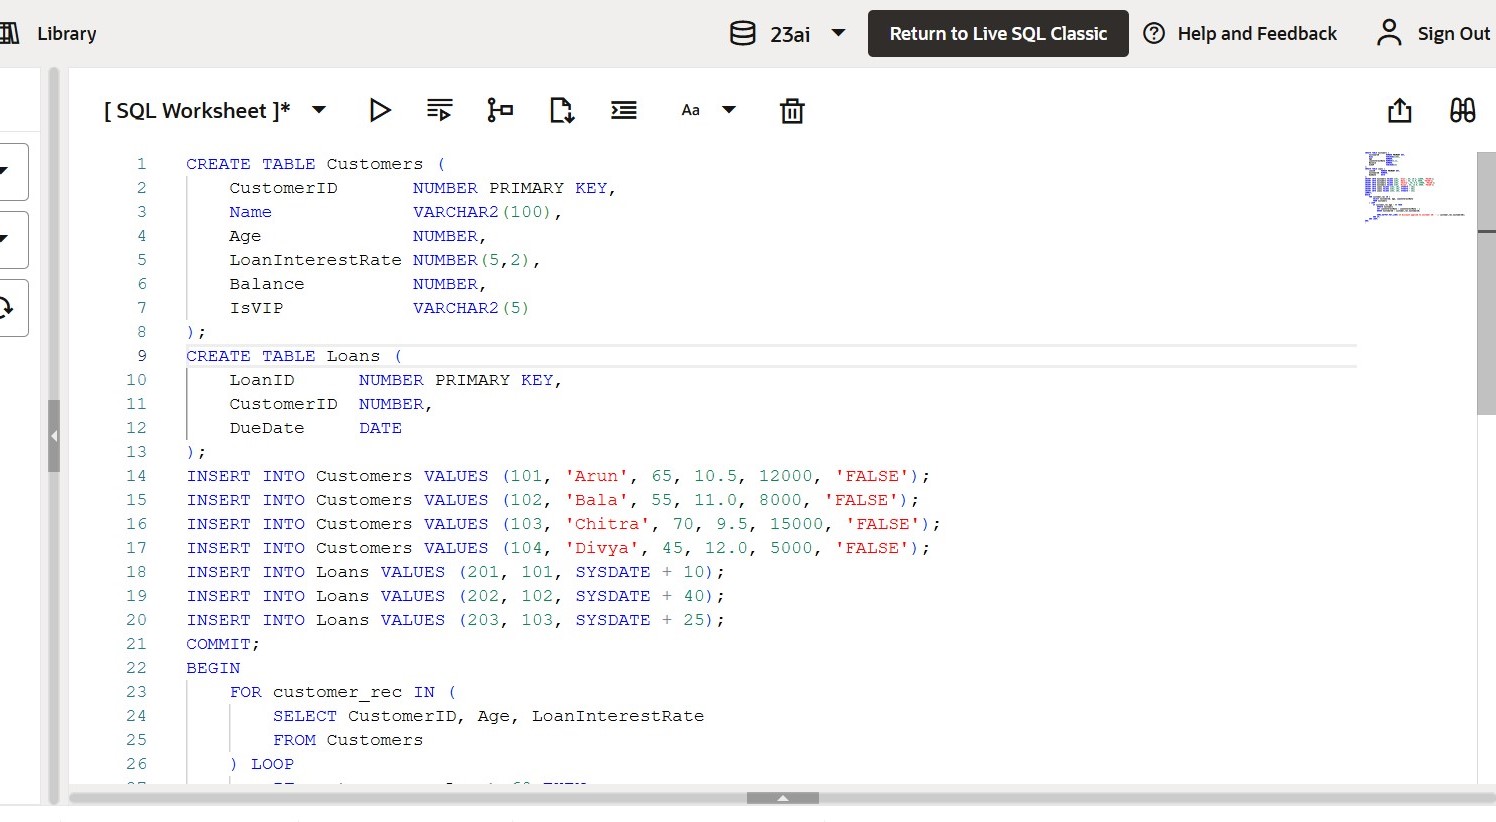 Library
23ai
Return to Live SQL Classic
Help and Feedback
Sign Out
[ SQL Worksheet ]*
Aa
1 CREATE TABLE Customers (
2 CustomerID NUMBER PRIMARY KEY,
3 Name VARCHAR2(100),
4 Age NUMBER,
5 LoanInterestRate NUMBER(5,2),
6 Balance NUMBER,
7 IsVIP VARCHAR2(5)
8 );
9 CREATE TABLE Loans (
10 LoanID NUMBER PRIMARY KEY,
11 CustomerID NUMBER,
12 DueDate DATE
13 );
14 INSERT INTO Customers VALUES (101, 'Arun', 65, 10.5, 12000, 'FALSE');
15 INSERT INTO Customers VALUES (102, 'Bala', 55, 11.0, 8000, 'FALSE');
16 INSERT INTO Customers VALUES (103, 'Chitra', 70, 9.5, 15000, 'FALSE');
17 INSERT INTO Customers VALUES (104, 'Divya', 45, 12.0, 5000, 'FALSE');
18 INSERT INTO Loans VALUES (201, 101, SYSDATE + 10);
19 INSERT INTO Loans VALUES (202, 102, SYSDATE + 40);
20 INSERT INTO Loans VALUES (203, 103, SYSDATE + 25);
21 COMMIT;
22 BEGIN
23 FOR customer_rec IN (
24 SELECT CustomerID, Age, LoanInterestRate
25 FROM Customers
26 ) LOOP